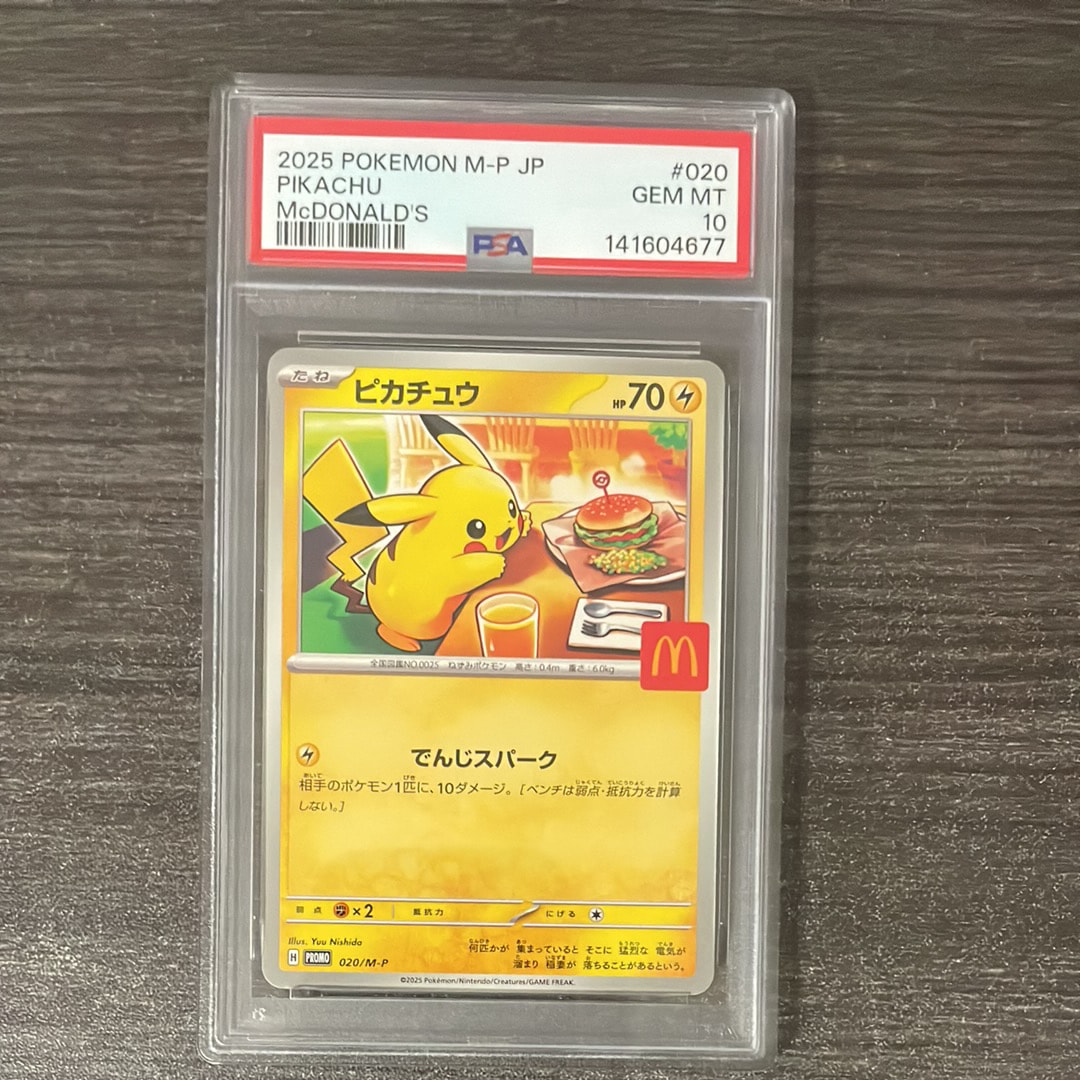 2025 POKEMON M-P JP
#020
PIKACHU
GEM MT
McDONALD'S
10
PSA
141604677
たね
ピカチュウ
HP 70
全国図鑑NO.0025 ねずみポケモン 高さ:0.4m 重さ:6.0kg
でんじスパーク
相手のポケモン1匹に、10ダメージ。[ベンチは弱点・抵抗力を計算
しない。]
弱点 ×2 抵抗力 にげる
Illus. Yuu Nishida
何匹かが 集まっていると そこに 猛烈な 電気が
H PROMO 020/M-P
溜まり 稲妻が 落ちることがあるという。
©2025 Pokémon/Nintendo/Creatures/GAME FREAK.